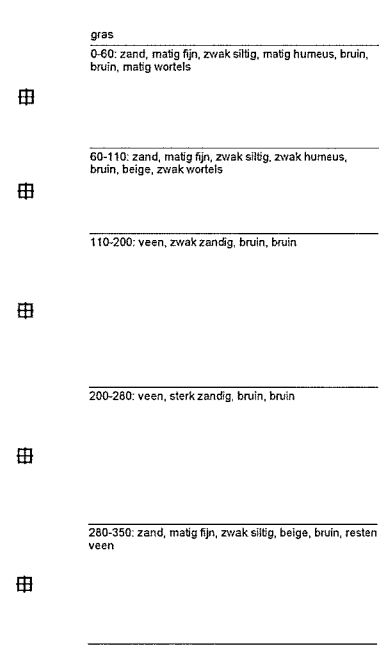 gras
0-60: zand, matig fijn, zwak siltig, matig humeus, bruin,
bruin, matig wortels
60-110: zand, matig fijn, zwak siltig, zwak humeus,
bruin, beige, zwak wortels
110-200: veen, zwak zandig, bruin, bruin
200-280: veen, sterk zandig, bruin, bruin
280-350: zand, matig fijn, zwak siltig, beige, bruin, resten
veen